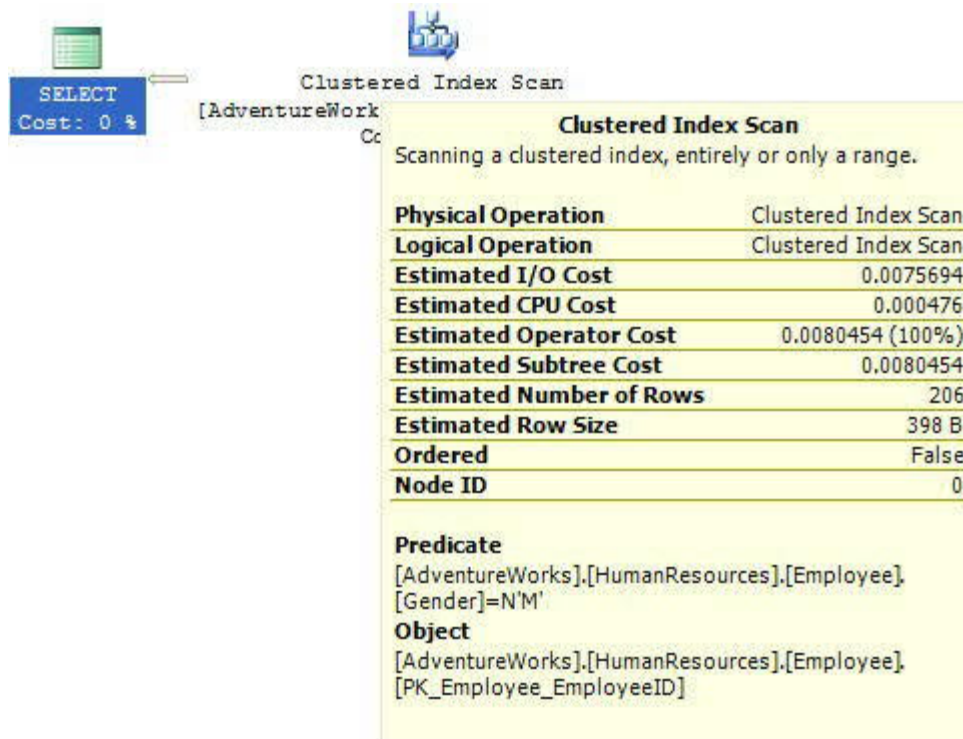 SELECT
Cost: 0 %
Clustered Index Scan
[AdventureWork
Clustered Index Scan
Scanning a clustered index, entirely or only a range.
Physical Operation Clustered Index Scan
Logical Operation Clustered Index Scan
Estimated I/O Cost 0.0075694
Estimated CPU Cost 0.000476
Estimated Operator Cost 0.0080454 (100%)
Estimated Subtree Cost 0.0080454
Estimated Number of Rows 206
Estimated Row Size 398 B
Ordered False
Node ID 0
Predicate
[AdventureWorks].[HumanResources].[Employee].
[Gender]=N'M'
Object
[AdventureWorks].[HumanResources].[Employee].
[PK_Employee_EmployeeID]